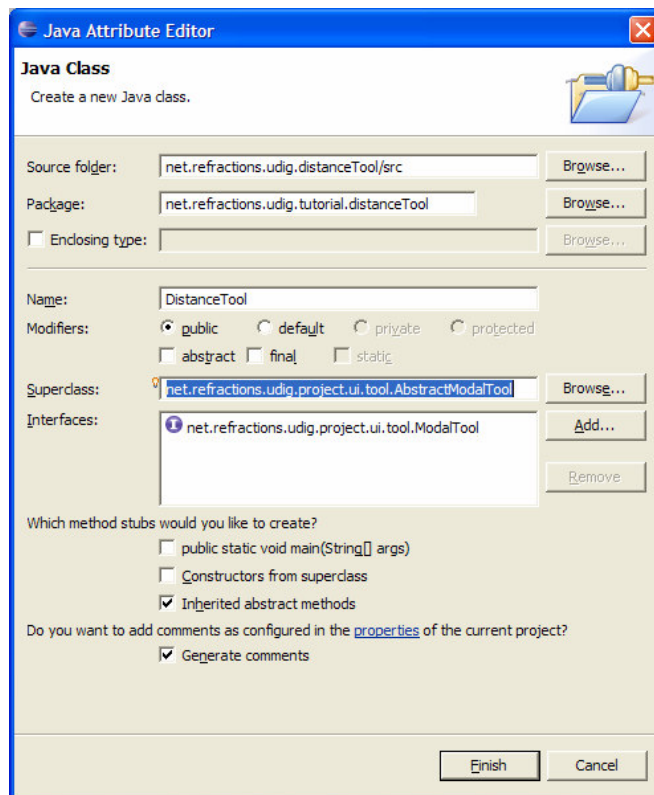 Java Attribute Editor
Java Class
Create a new Java class.
Source folder: net.refractions.udig.distanceTool/src Browse...
Package: net.refractions.udig.tutorial.distanceTool Browse...
Enclosing type: Browse...
Name: DistanceTool
Modifiers: public default private protected
abstract final static
Superclass: net.refractions.udig.project.ui.tool.AbstractModalTool Browse...
Interfaces: I net.refractions.udig.project.ui.tool.ModalTool Add...
Remove
Which method stubs would you like to create?
public static void main(String[] args)
Constructors from superclass
Inherited abstract methods
Do you want to add comments as configured in the properties of the current project?
Generate comments
Finish Cancel